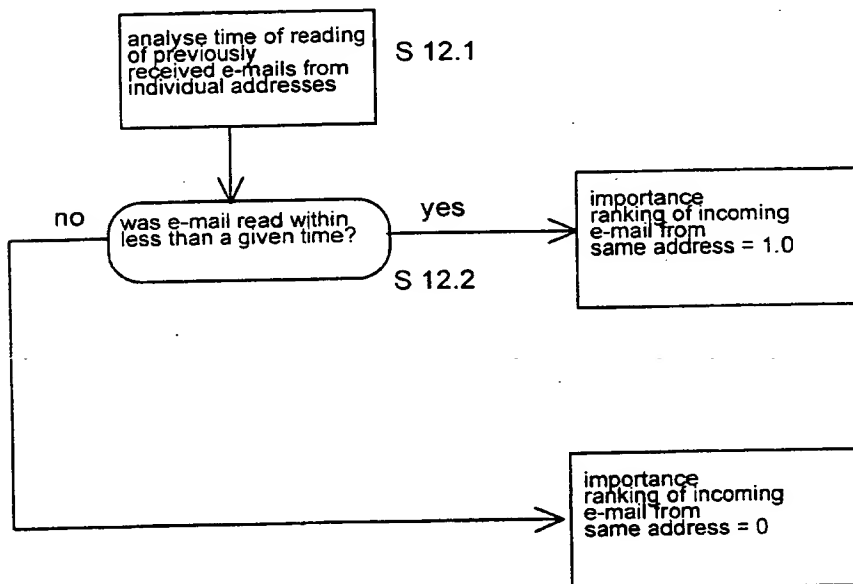 analyse time of reading
of previously
received e-mails from
individual addresses
S 12.1
no
was e-mail read within
less than a given time?
yes
S 12.2
importance
ranking of incoming
e-mail from
same address = 1.0
importance
ranking of incoming
e-mail from
same address = 0